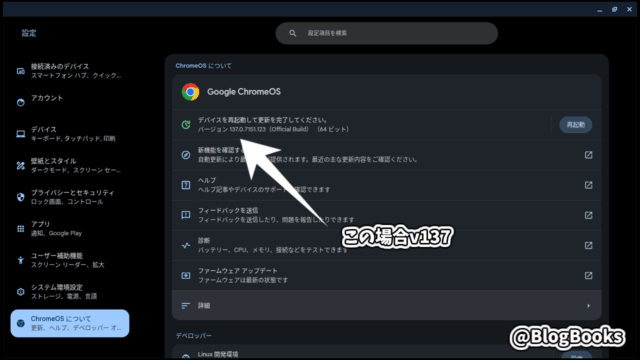 設定
設定項目を検索
接続済みのデバイス
スマートフォン ハブ、クイック...
アカウント
デバイス
キーボード、タッチパッド、印刷
壁紙とスタイル
ダークモード、スクリーン セー...
プライバシーとセキュリティ
ロック画面、コントロール
アプリ
通知、Google Play
ユーザー補助機能
スクリーン リーダー、拡大
システム環境設定
ストレージ、電源、言語
ChromeOS について
更新、ヘルプ、デベロッパー オ...
ChromeOS について
Google ChromeOS
デバイスを再起動して更新を完了してください。
バージョン 137.0.7151.123（Official Build）（64 ビット）
再起動
新機能を確認する
自動更新により最 提供されます。最近の主な更新内容をご確認ください。
ヘルプ
ヘルプ記事やデバイスのサポート 確認できます
フィードバックを送信
フィードバックを送信したり、問題を報告したりできます
この場合v137
診断
バッテリー、CPU、メモリ、接続などをテストできます
ファームウェア アップデート
ファームウェアは最新の状態です
詳細
デベロッパー
Linux 開発環境
@BlogBooks